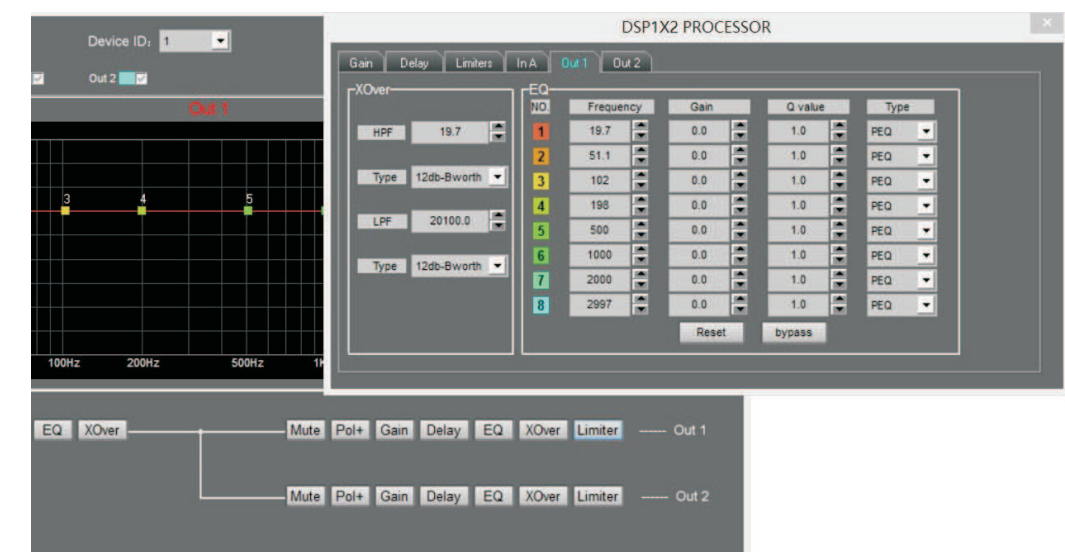 DSP1X2 PROCESSOR
Device ID: 1
Out 2
Out 1
3 4 5
100Hz 200Hz 500Hz
Gain Delay Limiters In A Out 1 Out 2
XOver
HPF 19.7
Type 12db-Bworth
LPF 20100.0
Type 12db-Bworth
EQ
NO. Frequency Gain Q value Type
1 19.7 0.0 1.0 PEQ
2 51.1 0.0 1.0 PEQ
3 102 0.0 1.0 PEQ
4 198 0.0 1.0 PEQ
5 500 0.0 1.0 PEQ
6 1000 0.0 1.0 PEQ
7 2000 0.0 1.0 PEQ
8 2997 0.0 1.0 PEQ
Reset bypass
EQ XOver Mute Pol+ Gain Delay EQ XOver Limiter Out 1
Mute Pol+ Gain Delay EQ XOver Limiter Out 2